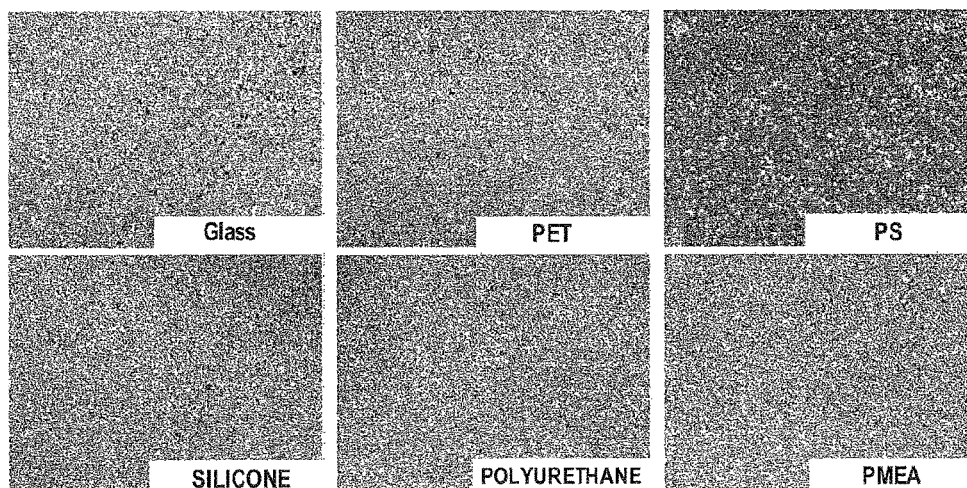 Glass
PET
PS
SILICONE
POLYURETHANE
PMEA